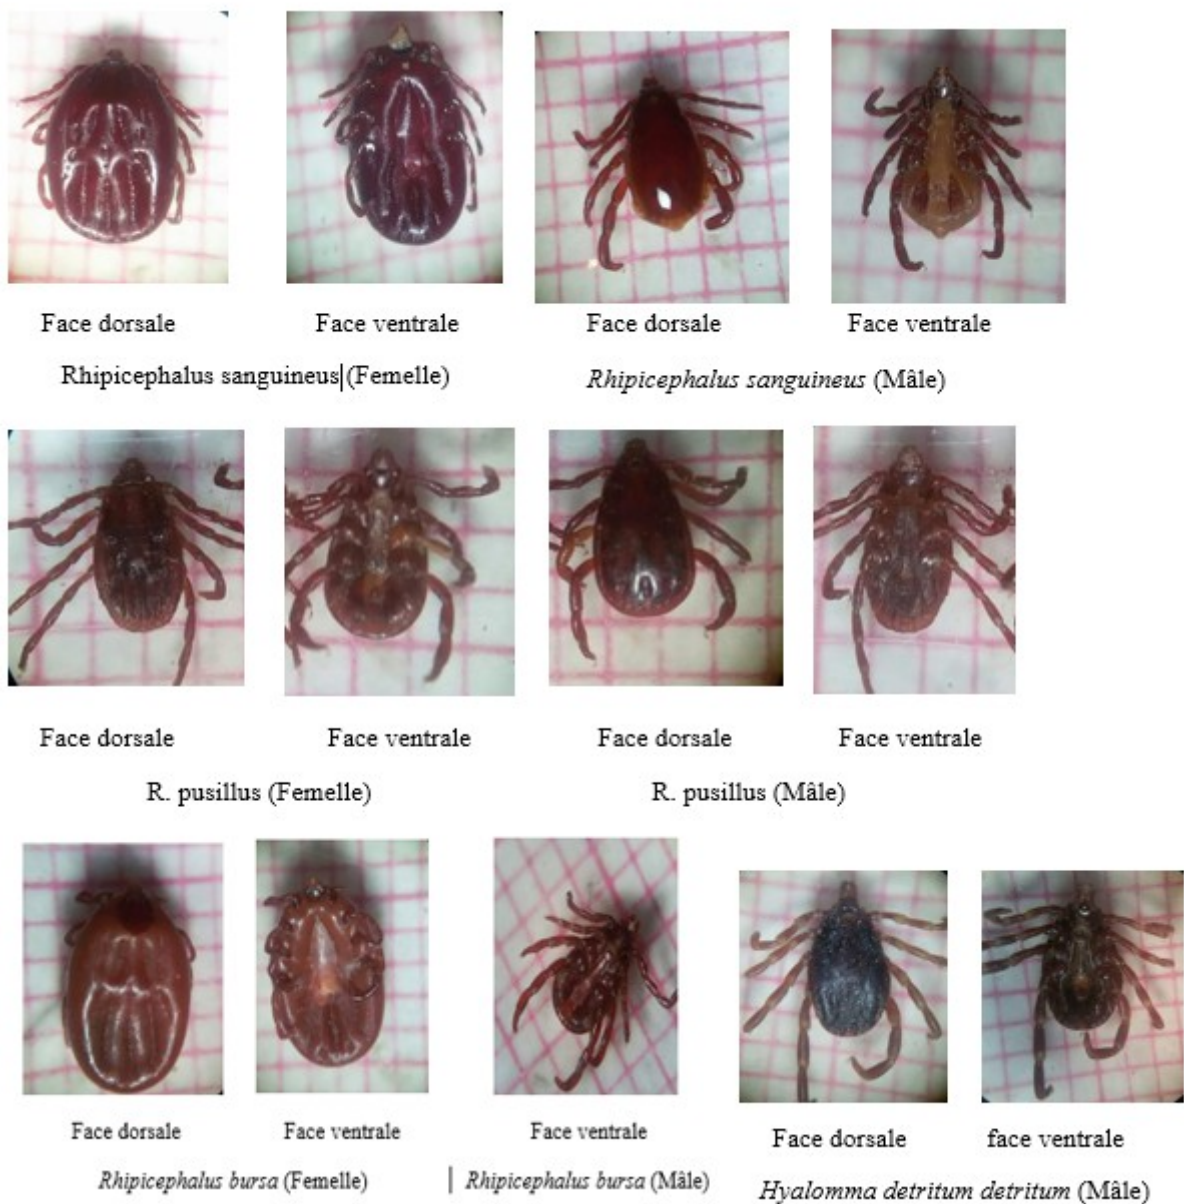 Face dorsale Face ventrale Face dorsale Face ventrale
Rhipicephalus sanguineus (Femelle) Rhipicephalus sanguineus (Mâle)
Face dorsale Face ventrale Face dorsale Face ventrale
R. pusillus (Femelle) R. pusillus (Mâle)
Face dorsale Face ventrale Face ventrale Face dorsale face ventrale
Rhipicephalus bursa (Femelle) Rhipicephalus bursa (Mâle) Hyalomma detritum detritum (Mâle)